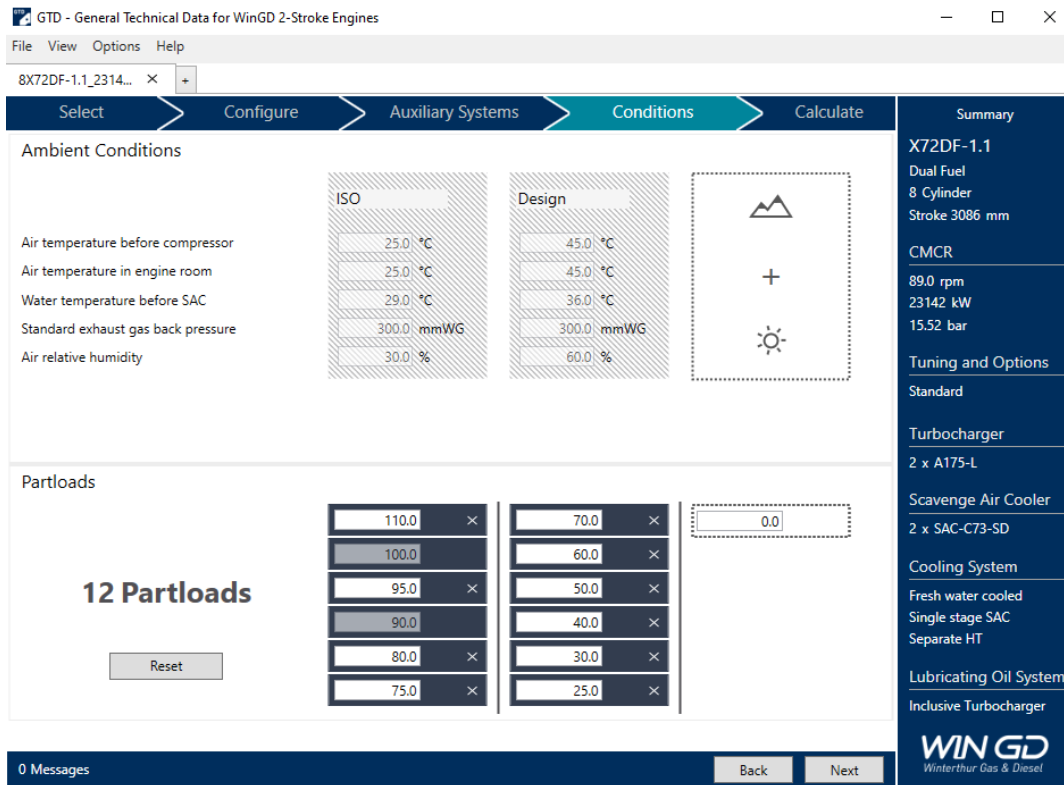 GTD - General Technical Data for WinGD 2-Stroke Engines
File View Options Help
8X72DF-1.1_2314... × +
Select Configure Auxiliary Systems Conditions Calculate
Ambient Conditions
ISO Design
Air temperature before compressor 25.0 °C 45.0 °C
Air temperature in engine room 25.0 °C 45.0 °C
+
Water temperature before SAC 29.0 °C 36.0 °C
Standard exhaust gas back pressure 300.0 mmWG 300.0 mmWG
Air relative humidity 30.0 % 60.0 %
Partloads
12 Partloads
Reset
110.0 ×
100.0
95.0 ×
90.0
80.0 ×
75.0 ×
70.0 ×
60.0 ×
50.0 ×
40.0 ×
30.0 ×
25.0 ×
0.0
0 Messages
Back Next
Summary
X72DF-1.1
Dual Fuel
8 Cylinder
Stroke 3086 mm
CMCR
89.0 rpm
23142 kW
15.52 bar
Tuning and Options
Standard
Turbocharger
2 x A175-L
Scavenge Air Cooler
2 x SAC-C73-SD
Cooling System
Fresh water cooled
Single stage SAC
Separate HT
Lubricating Oil System
Inclusive Turbocharger
WIN GD
Winterthur Gas & Diesel